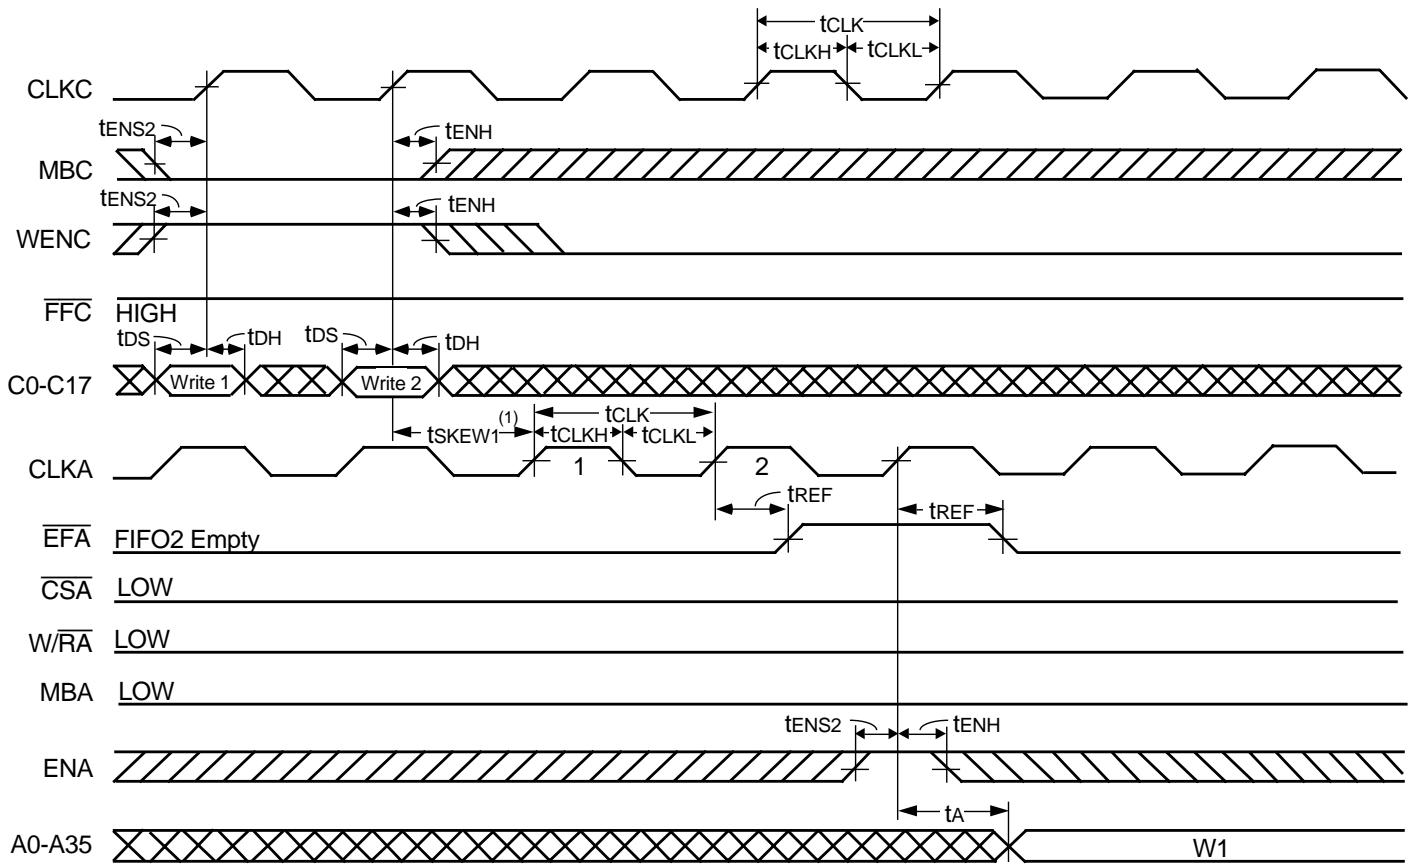 tCLK
tCLKH tCLKL
CLKC
tENS2 tENH
MBC
tENS2 tENH
WENC
FFC HIGH
tDS tDH tDS tDH
C0-C17 Write 1 Write 2
tSKEW1(1) tCLK
tCLKH tCLKL
CLKA 1 2
tREF tREF
EFA FIFO2 Empty
CSA LOW
W/RA LOW
MBA LOW
tENS2 tENH
ENA
tA
A0-A35 W1